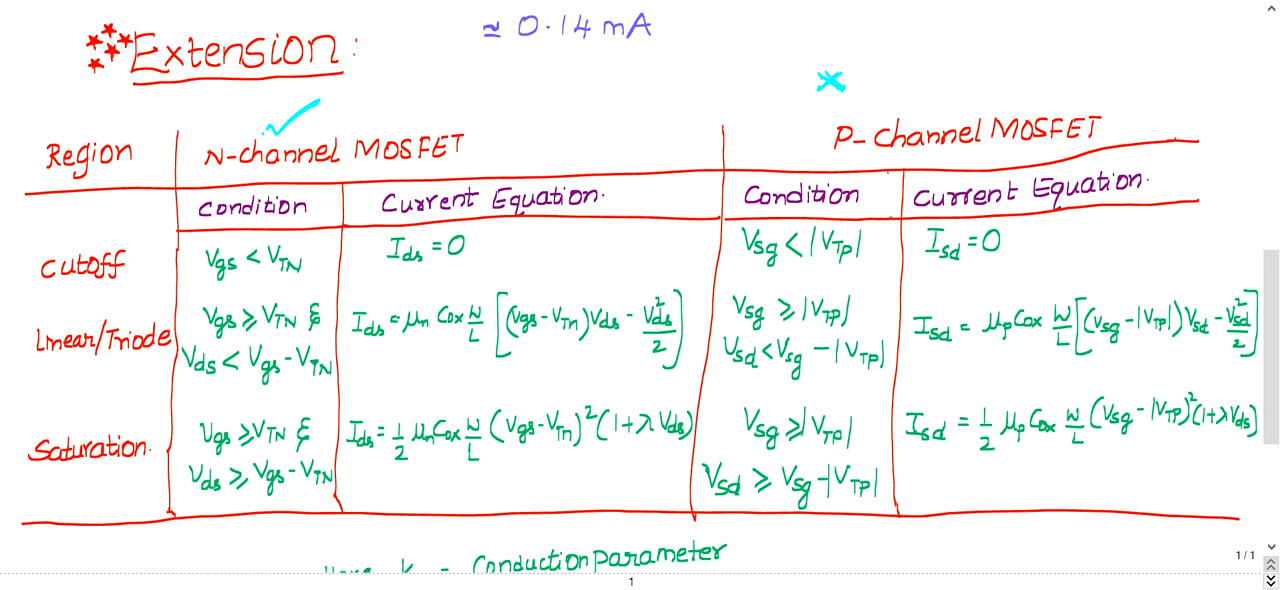 ≃ 0.14 mA
Extension:
Region N-channel MOSFET P-Channel MOSFET
Condition Current Equation. Condition Current Equation.
Cutoff Vgs < VTN Ids = 0 Vsg < |VTP| Isd = 0
Linear/Triode Vgs ≥ VTN & Ids = μn Cox W/L [(Vgs - VTn)Vds - Vds²/2] Vsg ≥ |VTP| Isd = μp Cox W/L [(Vsg - |VTP|)Vsd - Vsd²/2]
Vds < Vgs - VTN Vsd < Vsg - |VTP|
Saturation. Vgs ≥ VTN & Ids = 1/2 μn Cox W/L (Vgs - VTn)² (1 + λ Vds) Vsg ≥ |VTP| Isd = 1/2 μp Cox W/L (Vsg - |VTP|)² (1 + λ Vds)
Vds ≥ Vgs - VTN Vsd ≥ Vsg - |VTP|
Conduction parameter
1 / 1
1